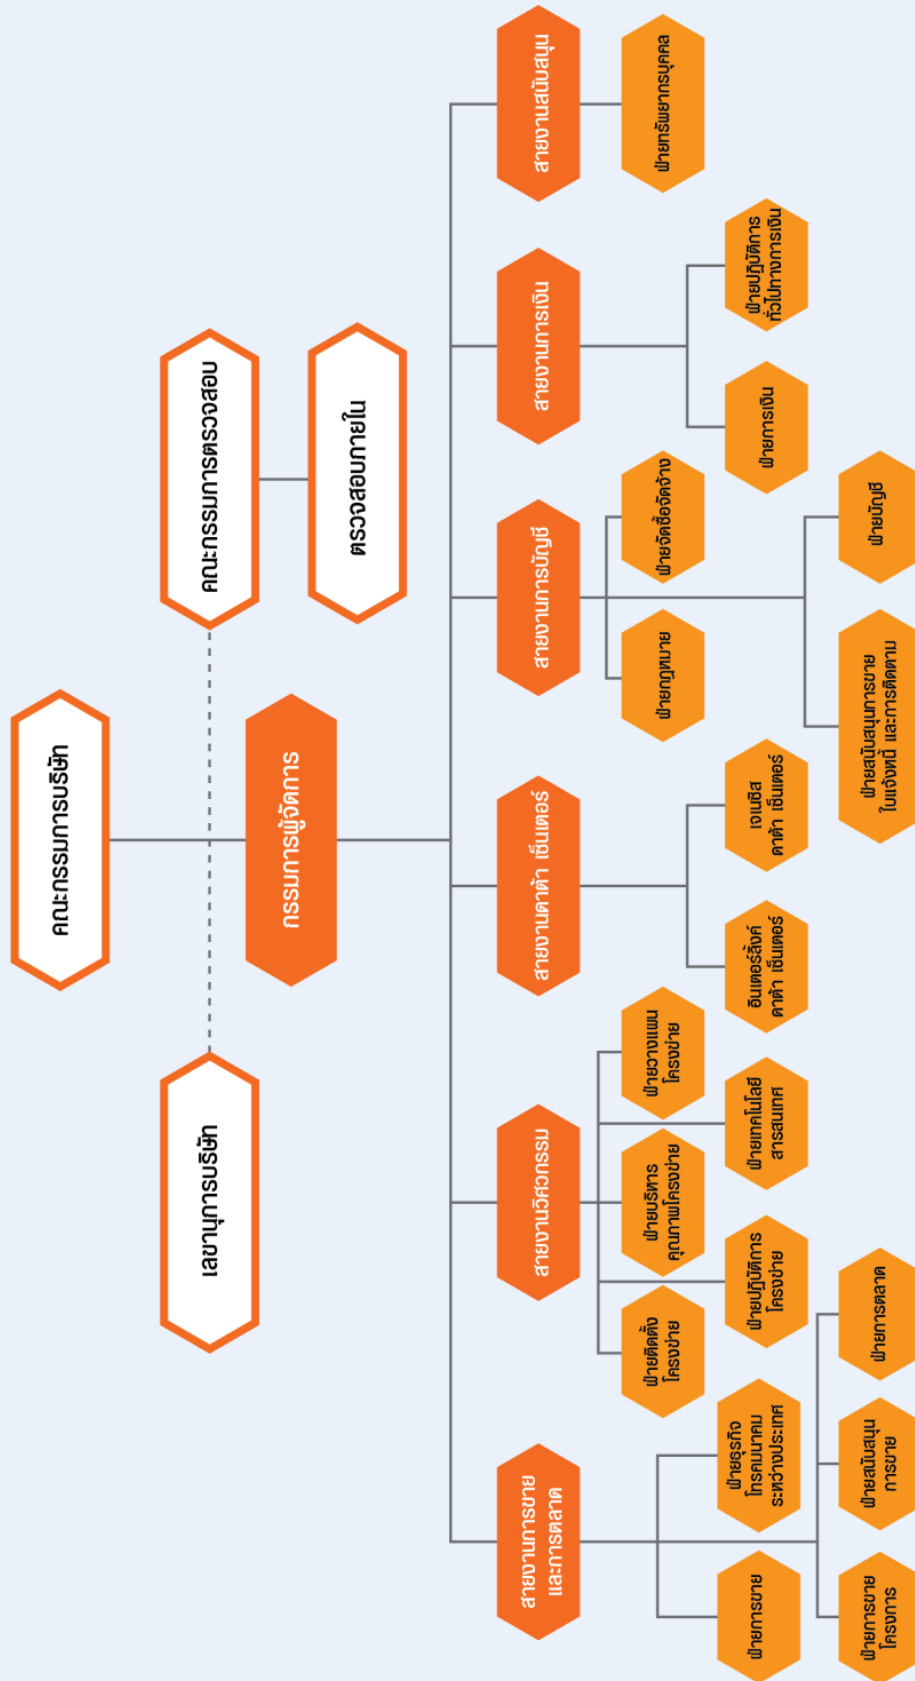 คณะกรรมการบริษัท
เลขานุการบริษัท
คณะกรรมการตรวจสอบ
กรรมการผู้จัดการ
ตรวจสอบภายใน
สายงานการขาย
และการตลาด
สายงานวิศวกรรม
สายงานดาต้า เซ็นเตอร์
สายงานการบัญชี
สายงานการเงิน
สายงานสนับสนุน
ฝ่ายติดตั้ง
โครงข่าย
ฝ่ายบริหาร
คุณภาพโครงข่าย
ฝ่ายวางแผน
โครงข่าย
ฝ่ายกฎหมาย
ฝ่ายจัดซื้อจัดจ้าง
ฝ่ายทรัพยากรบุคคล
ฝ่ายการขาย
ฝ่ายธุรกิจ
โทรคมนาคม
ระหว่างประเทศ
ฝ่ายปฏิบัติการ
โครงข่าย
ฝ่ายเทคโนโลยี
สารสนเทศ
อินเตอร์ลิ้งค์
ดาต้า เซ็นเตอร์
เจเนซิส
ดาต้า เซ็นเตอร์
ฝ่ายการเงิน
ฝ่ายปฏิบัติการ
ทั่วไปทางการเงิน
ฝ่ายการขาย
โครงการ
ฝ่ายสนับสนุน
การขาย
ฝ่ายการตลาด
ฝ่ายสนับสนุนการขาย
ใบแจ้งหนี้ และการติดตาม
ฝ่ายบัญชี